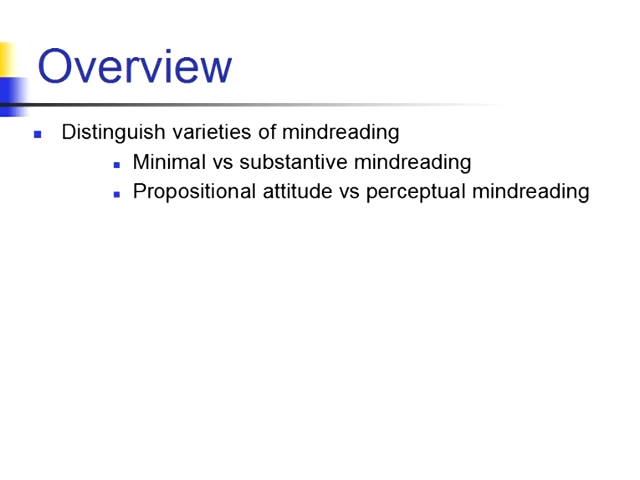 Overview
Distinguish varieties of mindreading
Minimal vs substantive mindreading
Propositional attitude vs perceptual mindreading